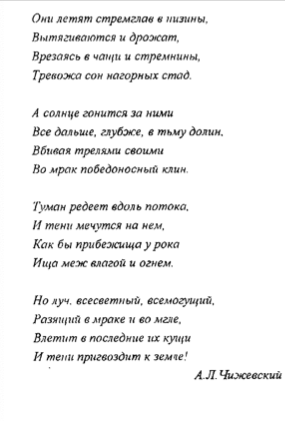 Они летят стремглав в низины,
Вытягиваются и дрожат,
Врезаясь в чащи и стремнины,
Тревожа сон нагорных стад.
А солнце гонится за ними
Все дальше, глубже, в тьму долин,
Вбивая трелями своими
Во мрак победоносный клин.
Туман редеет вдоль потока,
И тени мечутся на нем,
Как бы прибежища у рока
Ища меж влагой и огнем.
Но луч, всесветный, всемогущий,
Разящий в мраке и во мгле,
Влетит в последние их кущи
И тени пригвоздит к земле!
А.Л.Чижевский